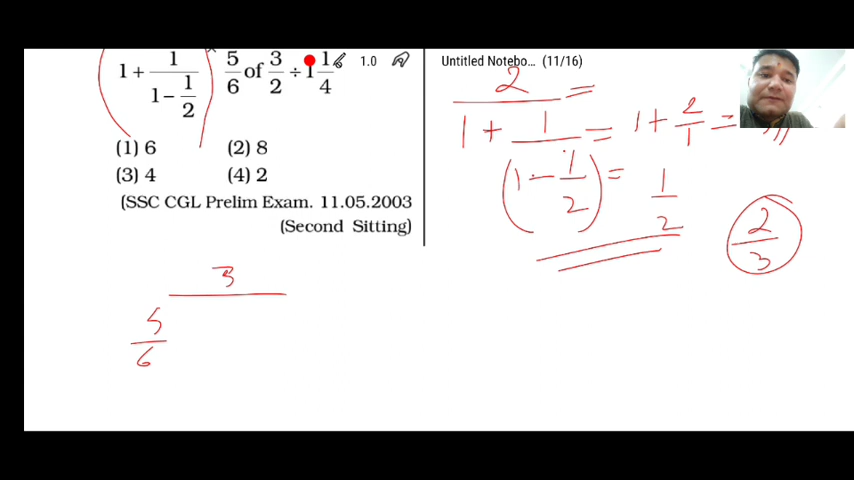 1 + 1/(1 − 1/2) × 5/6 of 3/2 ÷ 1 1/4
(1) 6 (2) 8
(3) 4 (4) 2
(SSC CGL Prelim Exam. 11.05.2003
(Second Sitting)
1.0
Untitled Notebo... (11/16)
2 =
1 + 1 = 1 + 2/1 =
(1 − 1/2) = 1/2
2/3
3
5/6